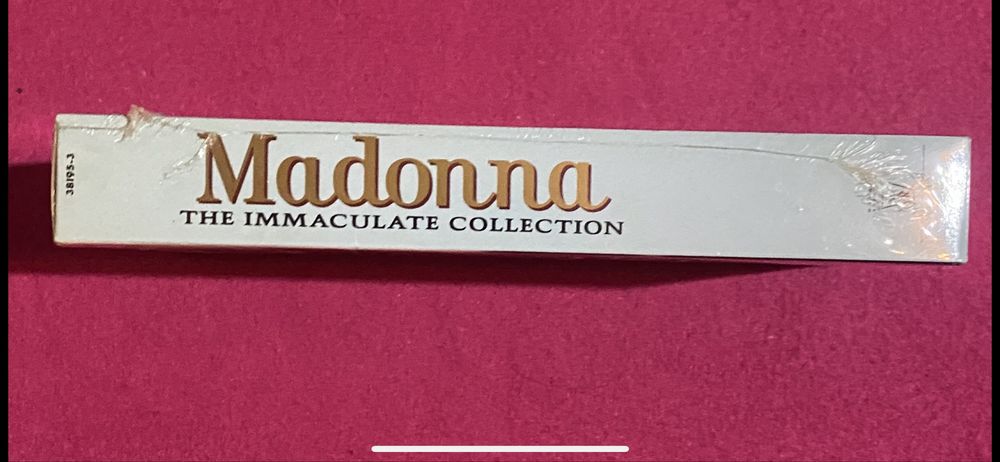 38195-3
Madonna
THE IMMACULATE COLLECTION